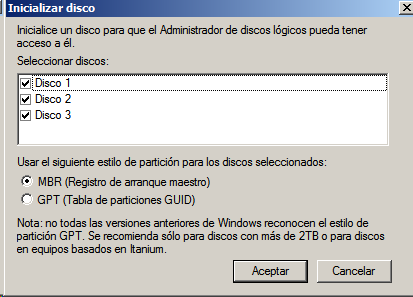 Inicializar disco
Inicialice un disco para que el Administrador de discos lógicos pueda tener
acceso a él.
Seleccionar discos:
Disco 1
Disco 2
Disco 3
Usar el siguiente estilo de partición para los discos seleccionados:
MBR (Registro de arranque maestro)
GPT (Tabla de particiones GUID)
Nota: no todas las versiones anteriores de Windows reconocen el estilo de
partición GPT. Se recomienda sólo para discos con más de 2TB o para discos
en equipos basados en Itanium.
Aceptar
Cancelar